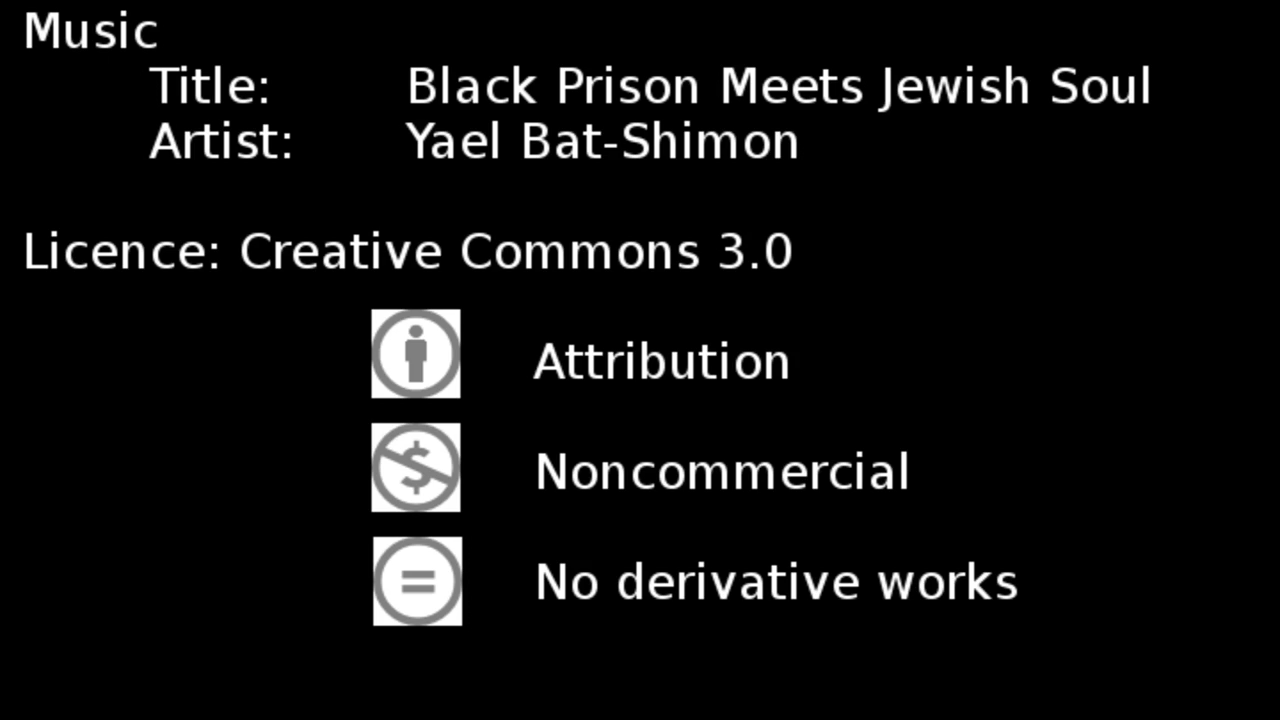 Music
Title: Black Prison Meets Jewish Soul
Artist: Yael Bat-Shimon
Licence: Creative Commons 3.0
Attribution
$ Noncommercial
= No derivative works